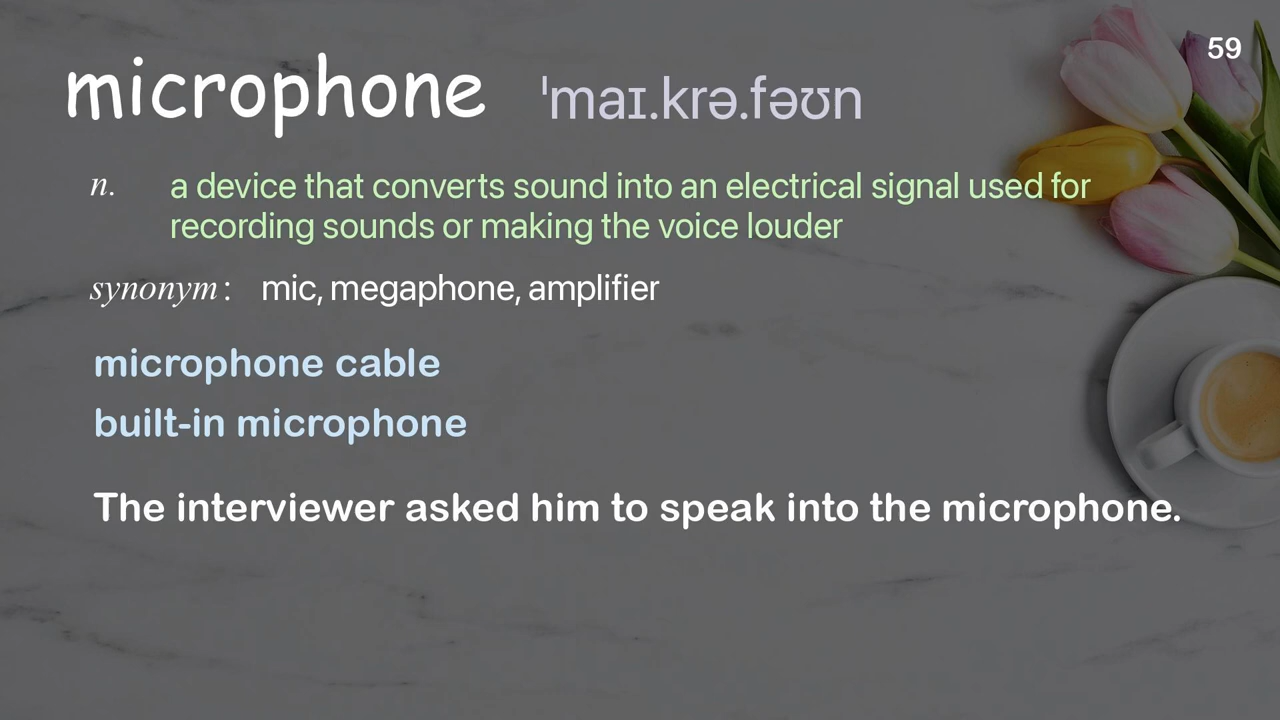 59
microphone ˈmaɪ.krə.fəʊn
n. a device that converts sound into an electrical signal used for
recording sounds or making the voice louder
synonym: mic, megaphone, amplifier
microphone cable
built-in microphone
The interviewer asked him to speak into the microphone.